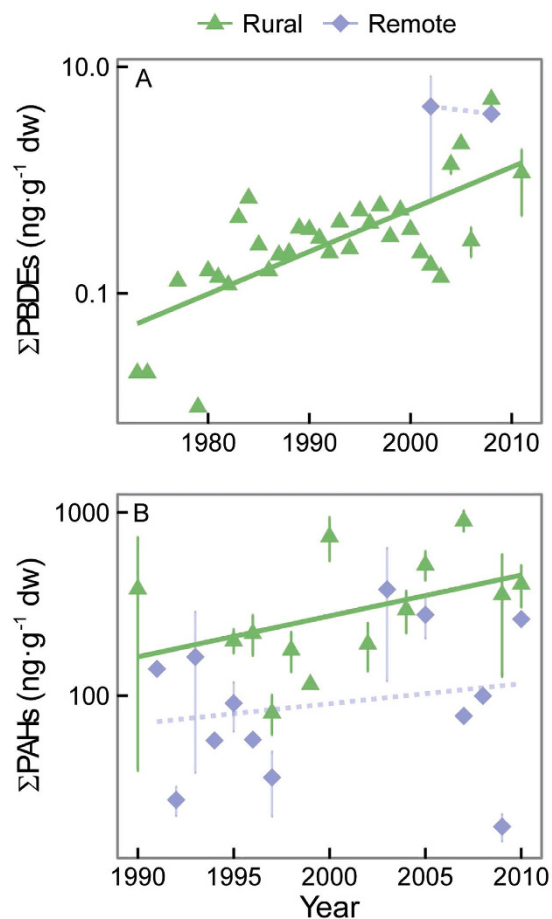 Rural Remote
A
10.0
0.1
ΣPBDEs (ng·g⁻¹ dw)
1980 1990 2000 2010
B
1000
100
ΣPAHs (ng·g⁻¹ dw)
1990 1995 2000 2005 2010
Year